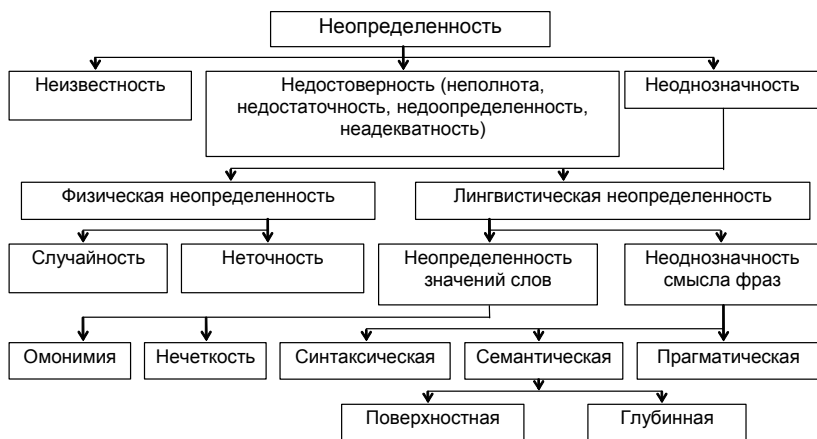 Неопределенность
Неизвестность
Недостоверность (неполнота,
недостаточность, недоопределенность,
неадекватность)
Неоднозначность
Физическая неопределенность
Лингвистическая неопределенность
Случайность
Неточность
Неопределенность
значений слов
Неоднозначность
смысла фраз
Омонимия
Нечеткость
Синтаксическая
Семантическая
Прагматическая
Поверхностная
Глубинная